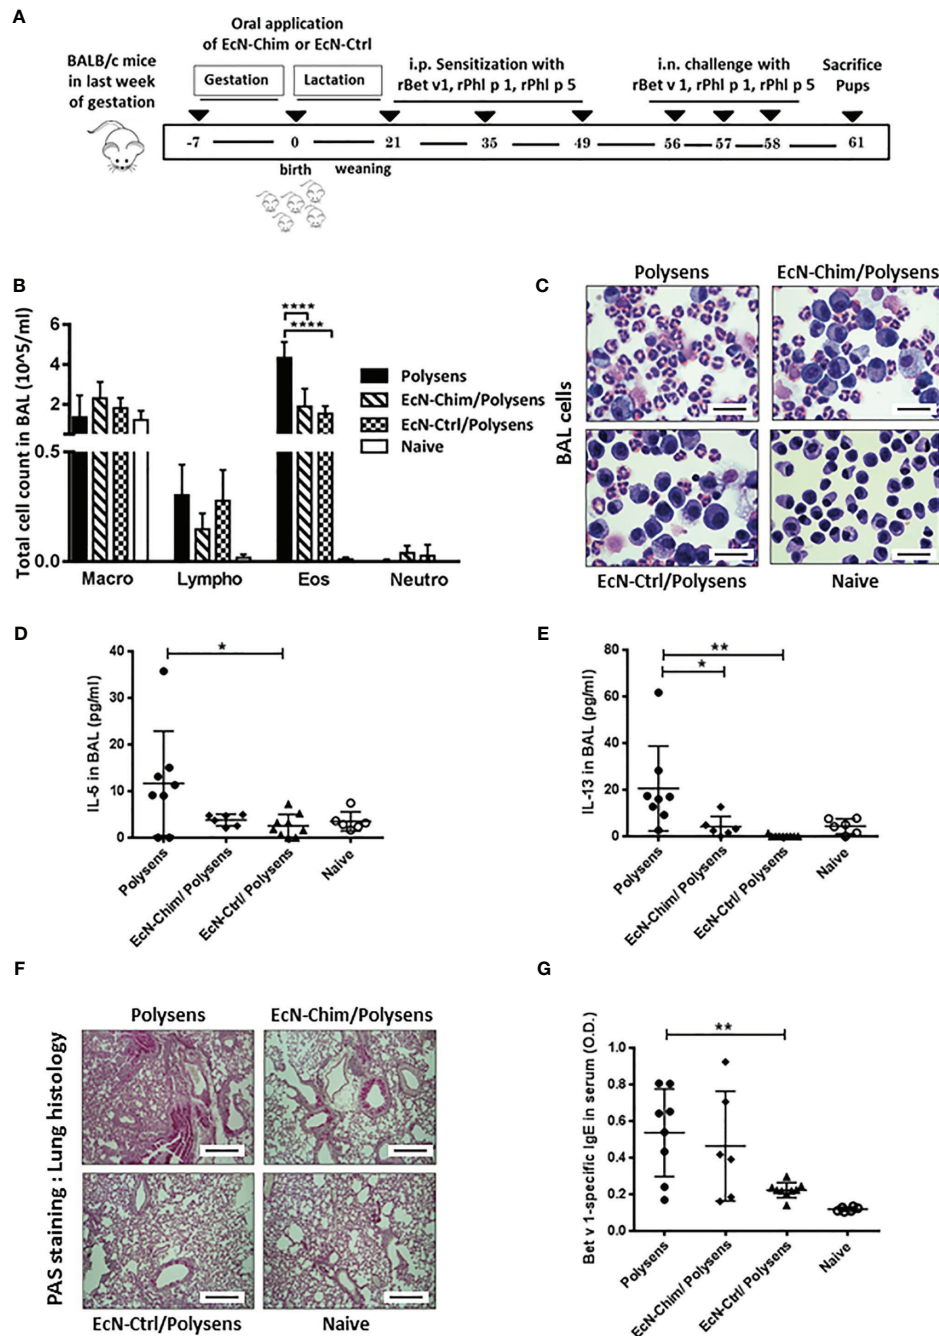 A
Oral application
of EcN-Chim or EcN-Ctrl
BALB/c mice
in last week
of gestation
Gestation
Lactation
i.p. Sensitization with
rBet v1, rPhl p 1, rPhl p 5
i.n. challenge with
rBet v 1, rPhl p 1, rPhl p 5
Sacrifice
Pups
-7 0 21 35 49 56 57 58 61
birth weaning
B
Total cell count in BAL (10^5/ml)
6
4
2
0.5
0.0
****
****
Polysens
EcN-Chim/Polysens
EcN-Ctrl/Polysens
Naive
Macro Lympho Eos Neutro
C
BAL cells
Polysens EcN-Chim/Polysens
EcN-Ctrl/Polysens Naive
D
IL-5 in BAL (pg/ml)
40
30
20
10
0
*
Polysens
EcN-Chim/ Polysens
EcN-Ctrl/ Polysens
Naive
E
IL-13 in BAL (pg/ml)
80
60
40
20
0
**
*
Polysens
EcN-Chim/ Polysens
EcN-Ctrl/ Polysens
Naive
F
PAS staining : Lung histology
Polysens EcN-Chim/Polysens
EcN-Ctrl/Polysens Naive
G
Bet v 1-specific IgE in serum (O.D.)
1.0
0.8
0.6
0.4
0.2
0.0
**
Polysens
EcN-Chim/ Polysens
EcN-Ctrl/ Polysens
Naive